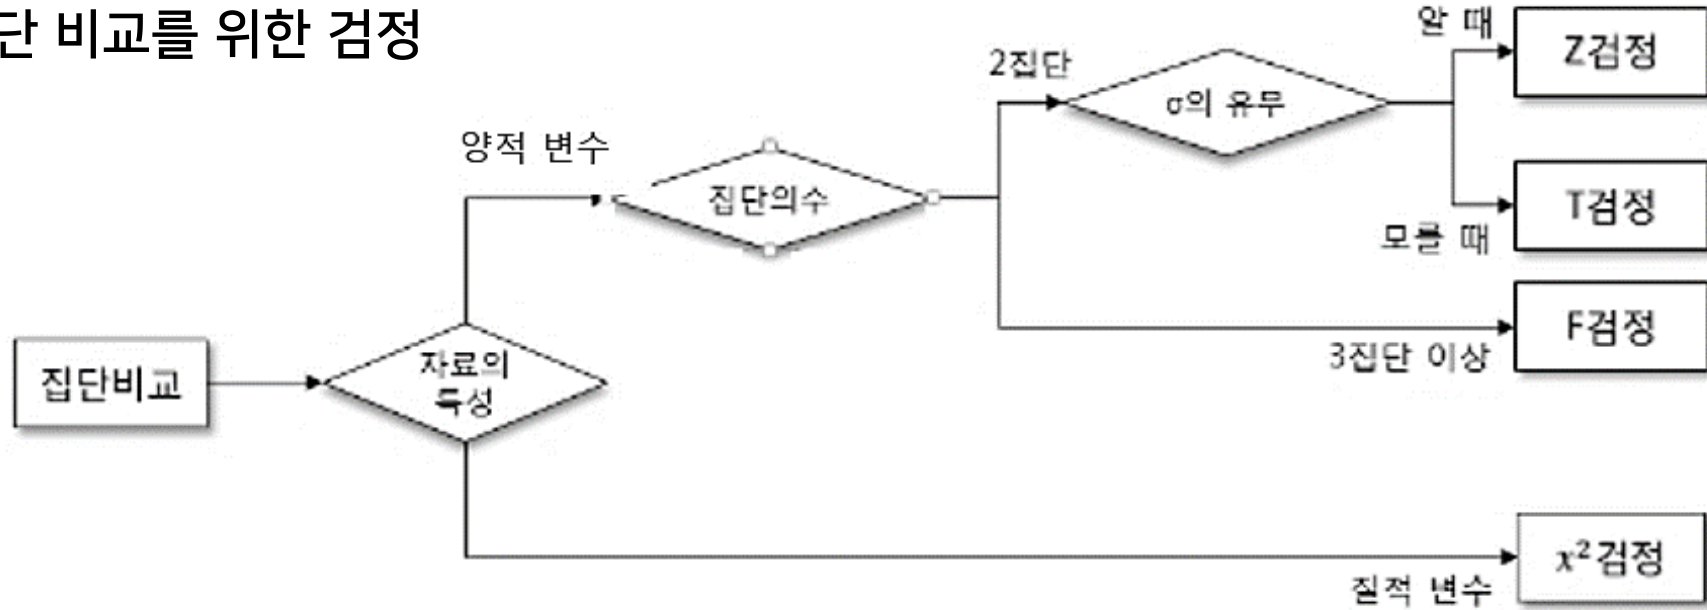 단 비교를 위한 검정
알 때
Z검정
2집단
σ의 유무
양적 변수
집단의수
T검정
모를 때
F검정
3집단 이상
자료의
특성
집단비교
x² 검정
질적 변수